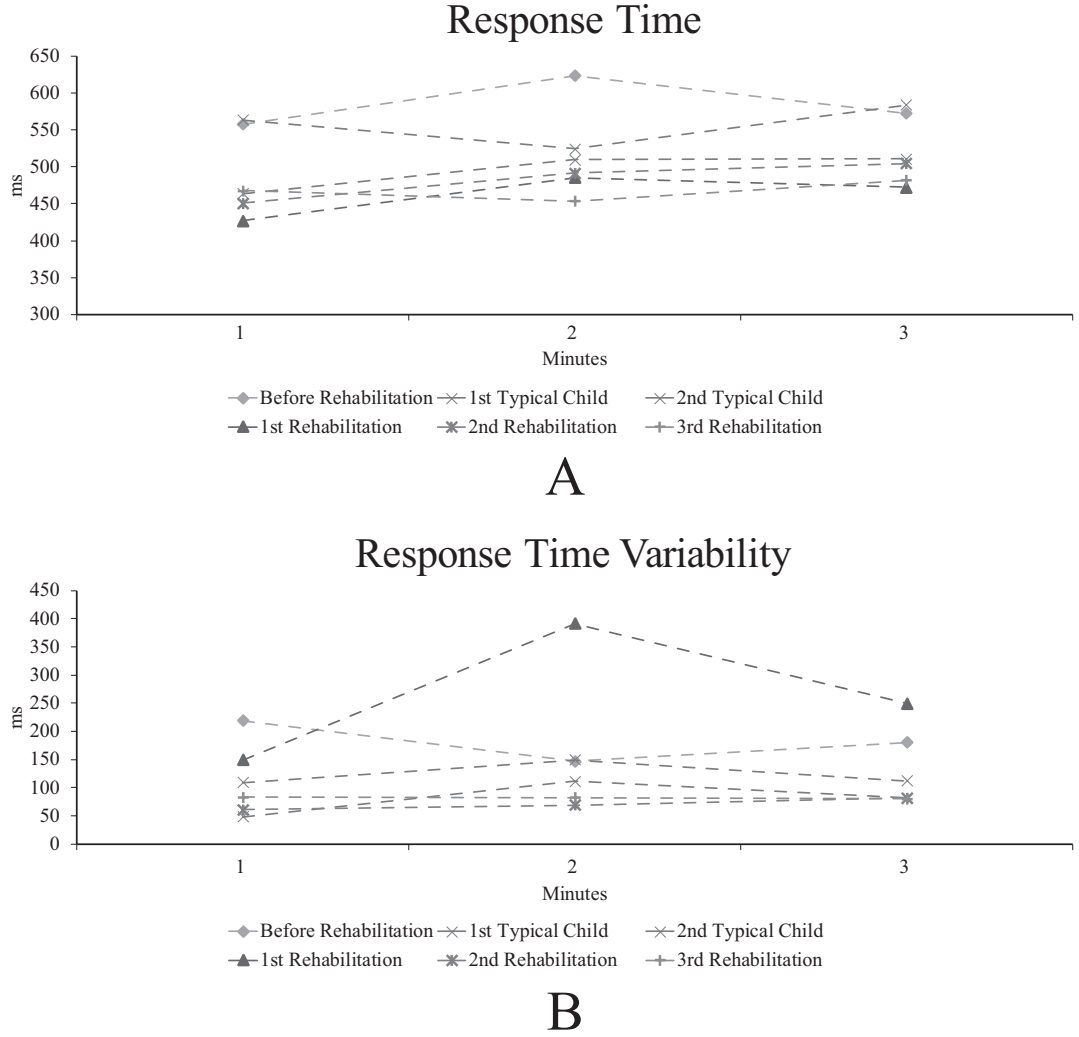 Response Time
650
600
550
500
450
400
350
300
ms
1 2 3
Minutes
Before Rehabilitation 1st Typical Child 2nd Typical Child
1st Rehabilitation 2nd Rehabilitation 3rd Rehabilitation
A
Response Time Variability
450
400
350
300
250
200
150
100
50
0
ms
1 2 3
Minutes
Before Rehabilitation 1st Typical Child 2nd Typical Child
1st Rehabilitation 2nd Rehabilitation 3rd Rehabilitation
B